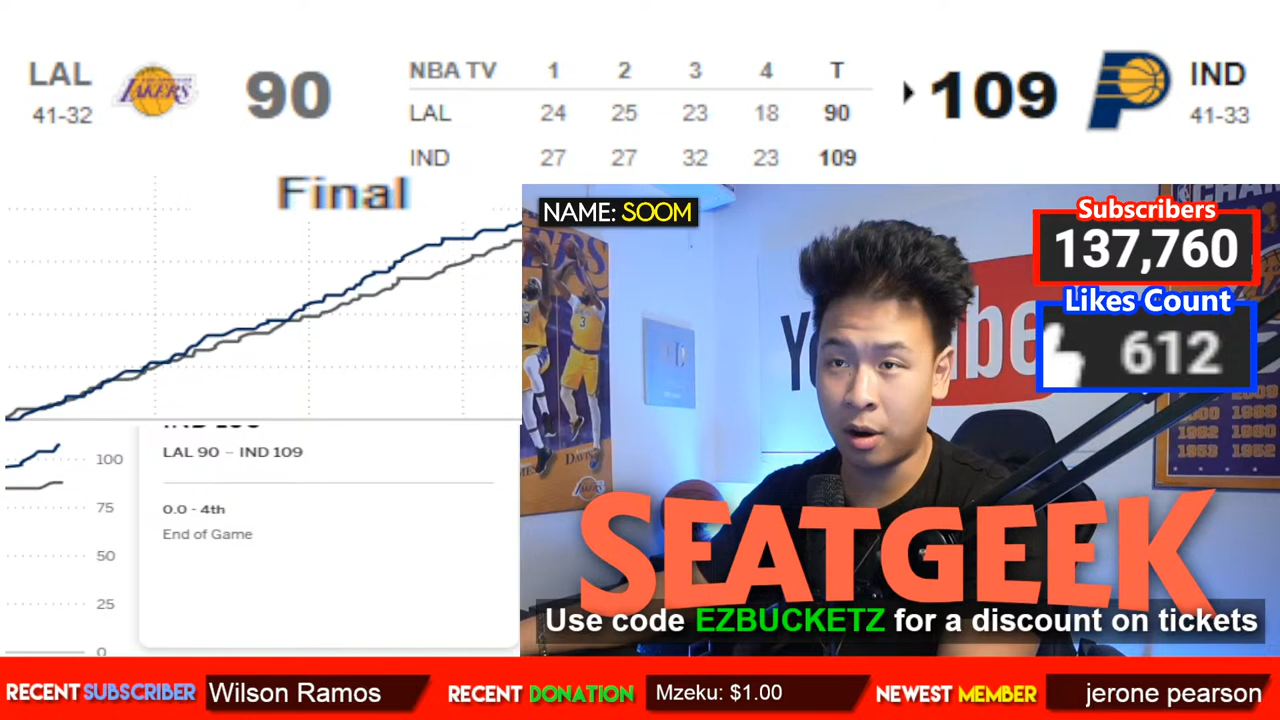 LAL
41-32
LAKERS
90
NBA TV 1 2 3 4 T
LAL 24 25 23 18 90
IND 27 27 32 23 109
109
IND
41-33
Final
LAL 90 – IND 109
0.0 - 4th
End of Game
100
75
50
25
0
NAME: SOOM
Subscribers
137,760
Likes Count
612
SEATGEEK
Use code EZBUCKETZ for a discount on tickets
RECENT SUBSCRIBER Wilson Ramos
RECENT DONATION Mzeku: $1.00
NEWEST MEMBER jerone pearson